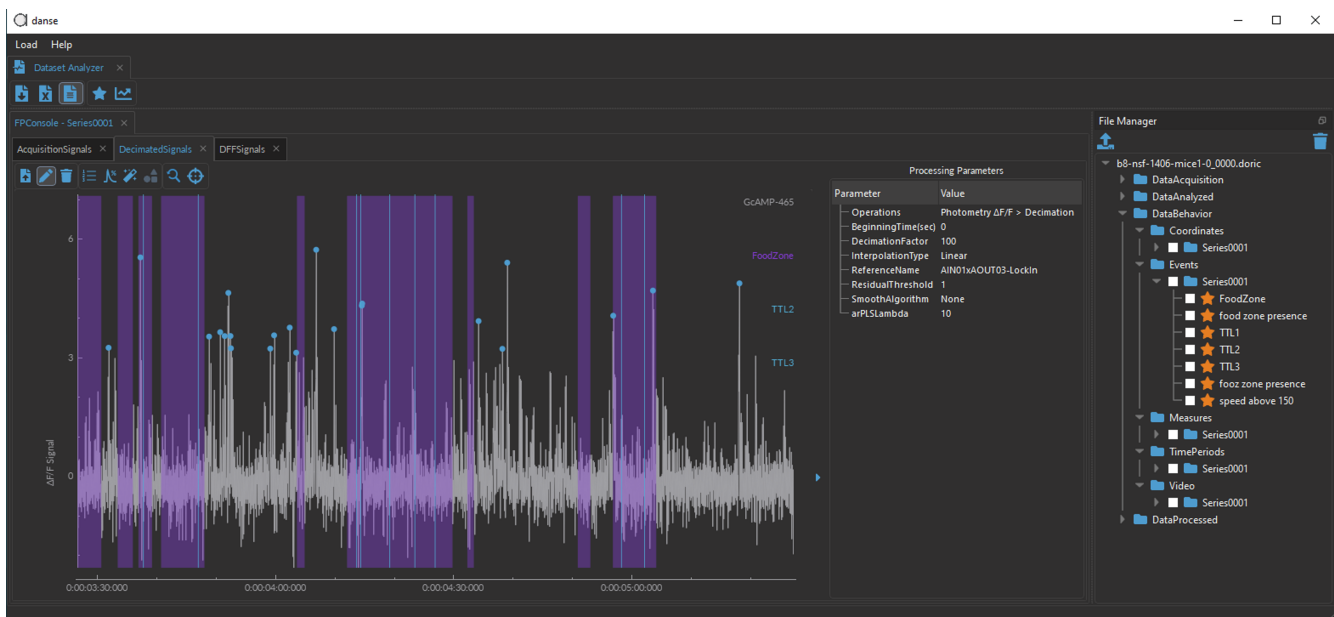 danse
Load Help
Dataset Analyzer
FPConsole - Series0001
AcquisitionSignals DecimatedSignals DFFSignals
GcAMP-465
FoodZone
TTL2
TTL3
6
3
0
ΔF/F Signal
0:00:03:30:000 0:00:04:00:000 0:00:04:30:000 0:00:05:00:000
Processing Parameters
Parameter Value
Operations Photometry ΔF/F > Decimation
BeginningTime(sec) 0
DecimationFactor 100
InterpolationType Linear
ReferenceName AIN01xAOUT03-LockIn
ResidualThreshold 1
SmoothAlgorithm None
arPLSLambda 10
File Manager
b8-nsf-1406-mice1-0_0000.doric
DataAcquisition
DataAnalyzed
DataBehavior
Coordinates
Series0001
Events
Series0001
FoodZone
food zone presence
TTL1
TTL2
TTL3
fooz zone presence
speed above 150
Measures
Series0001
TimePeriods
Series0001
Video
Series0001
DataProcessed